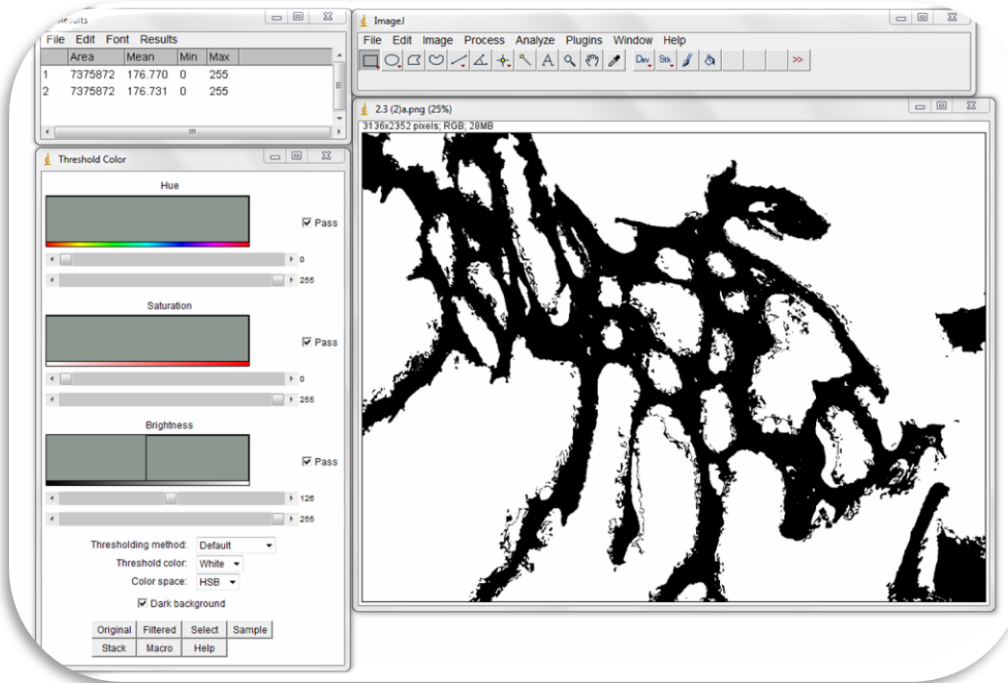 Results
File Edit Font Results
Area Mean Min Max
1 7375872 176.770 0 255
2 7375872 176.731 0 255
ImageJ
File Edit Image Process Analyze Plugins Window Help
A Dev. Stk. >>
2.3 (2)a.png (25%)
3136x2352 pixels; RGB; 28MB
Threshold Color
Hue
Pass
0
255
Saturation
Pass
0
255
Brightness
Pass
126
255
Thresholding method: Default
Threshold color: White
Color space: HSB
Dark background
Original Filtered Select Sample
Stack Macro Help